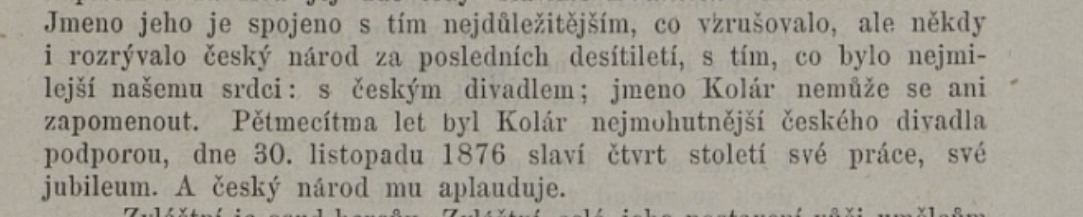 Jmeno jeho je spojeno s tím nejdůležitějším, co vzrušovalo, ale někdy
i rozrývalo český národ za posledních desítiletí, s tím, co bylo nejmi-
lejší našemu srdci: s českým divadlem; jmeno Kolár nemůže se ani
zapomenout. Pětmecítma let byl Kolár nejmohutnější českého divadla
podporou, dne 30. listopadu 1876 slaví čtvrt století své práce, své
jubileum. A český národ mu aplauduje.